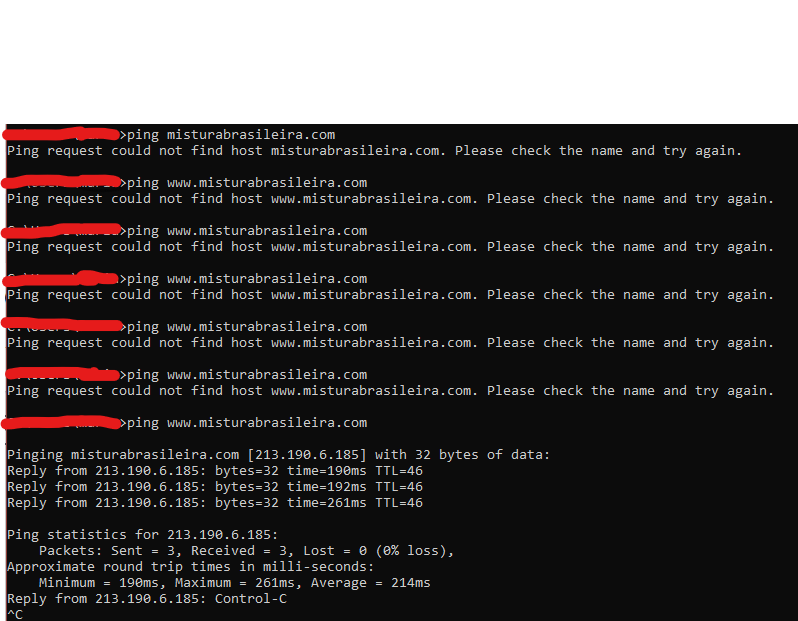 >ping misturabrasileira.com
Ping request could not find host misturabrasileira.com. Please check the name and try again.
>ping www.misturabrasileira.com
Ping request could not find host www.misturabrasileira.com. Please check the name and try again.
>ping www.misturabrasileira.com
Ping request could not find host www.misturabrasileira.com. Please check the name and try again.
>ping www.misturabrasileira.com
Ping request could not find host www.misturabrasileira.com. Please check the name and try again.
>ping www.misturabrasileira.com
Ping request could not find host www.misturabrasileira.com. Please check the name and try again.
>ping www.misturabrasileira.com
Ping request could not find host www.misturabrasileira.com. Please check the name and try again.
>ping www.misturabrasileira.com
Pinging misturabrasileira.com [213.190.6.185] with 32 bytes of data:
Reply from 213.190.6.185: bytes=32 time=190ms TTL=46
Reply from 213.190.6.185: bytes=32 time=192ms TTL=46
Reply from 213.190.6.185: bytes=32 time=261ms TTL=46
Ping statistics for 213.190.6.185:
Packets: Sent = 3, Received = 3, Lost = 0 (0% loss),
Approximate round trip times in milli-seconds:
Minimum = 190ms, Maximum = 261ms, Average = 214ms
Reply from 213.190.6.185: Control-C
^C